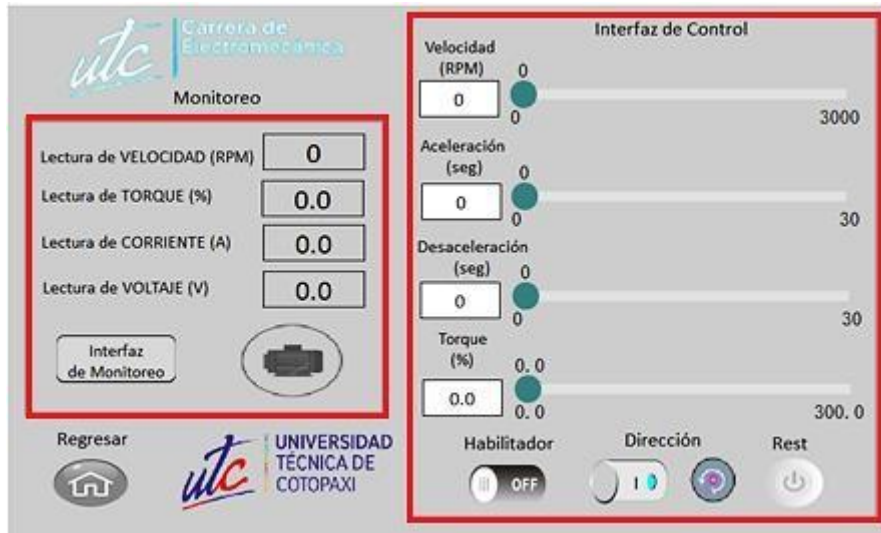 utc
Carrera de
Electromecánica
Monitoreo
Lectura de VELOCIDAD (RPM)
0
Lectura de TORQUE (%)
0.0
Lectura de CORRIENTE (A)
0.0
Lectura de VOLTAJE (V)
0.0
Interfaz
de Monitoreo
Regresar
utc
UNIVERSIDAD
TÉCNICA DE
COTOPAXI
Interfaz de Control
Velocidad
(RPM)
0
0
0
3000
Aceleración
(seg)
0
0
0
30
Desaceleración
(seg)
0
0
0
30
Torque
(%)
0.0
0.0
0.0
300.0
Habilitador
OFF
Dirección
I
Rest